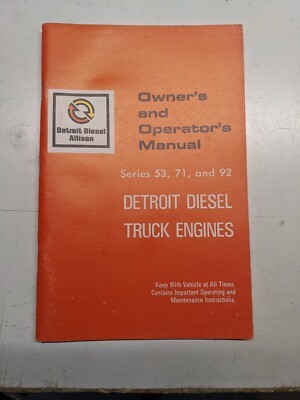 Detroit Diesel
Allison
Owner's
and
Operator's
Manual
Series 53, 71, and 92
DETROIT DIESEL
TRUCK ENGINES
Keep With Vehicle at All Times.
Contains Important Operating and
Maintenance Instructions.